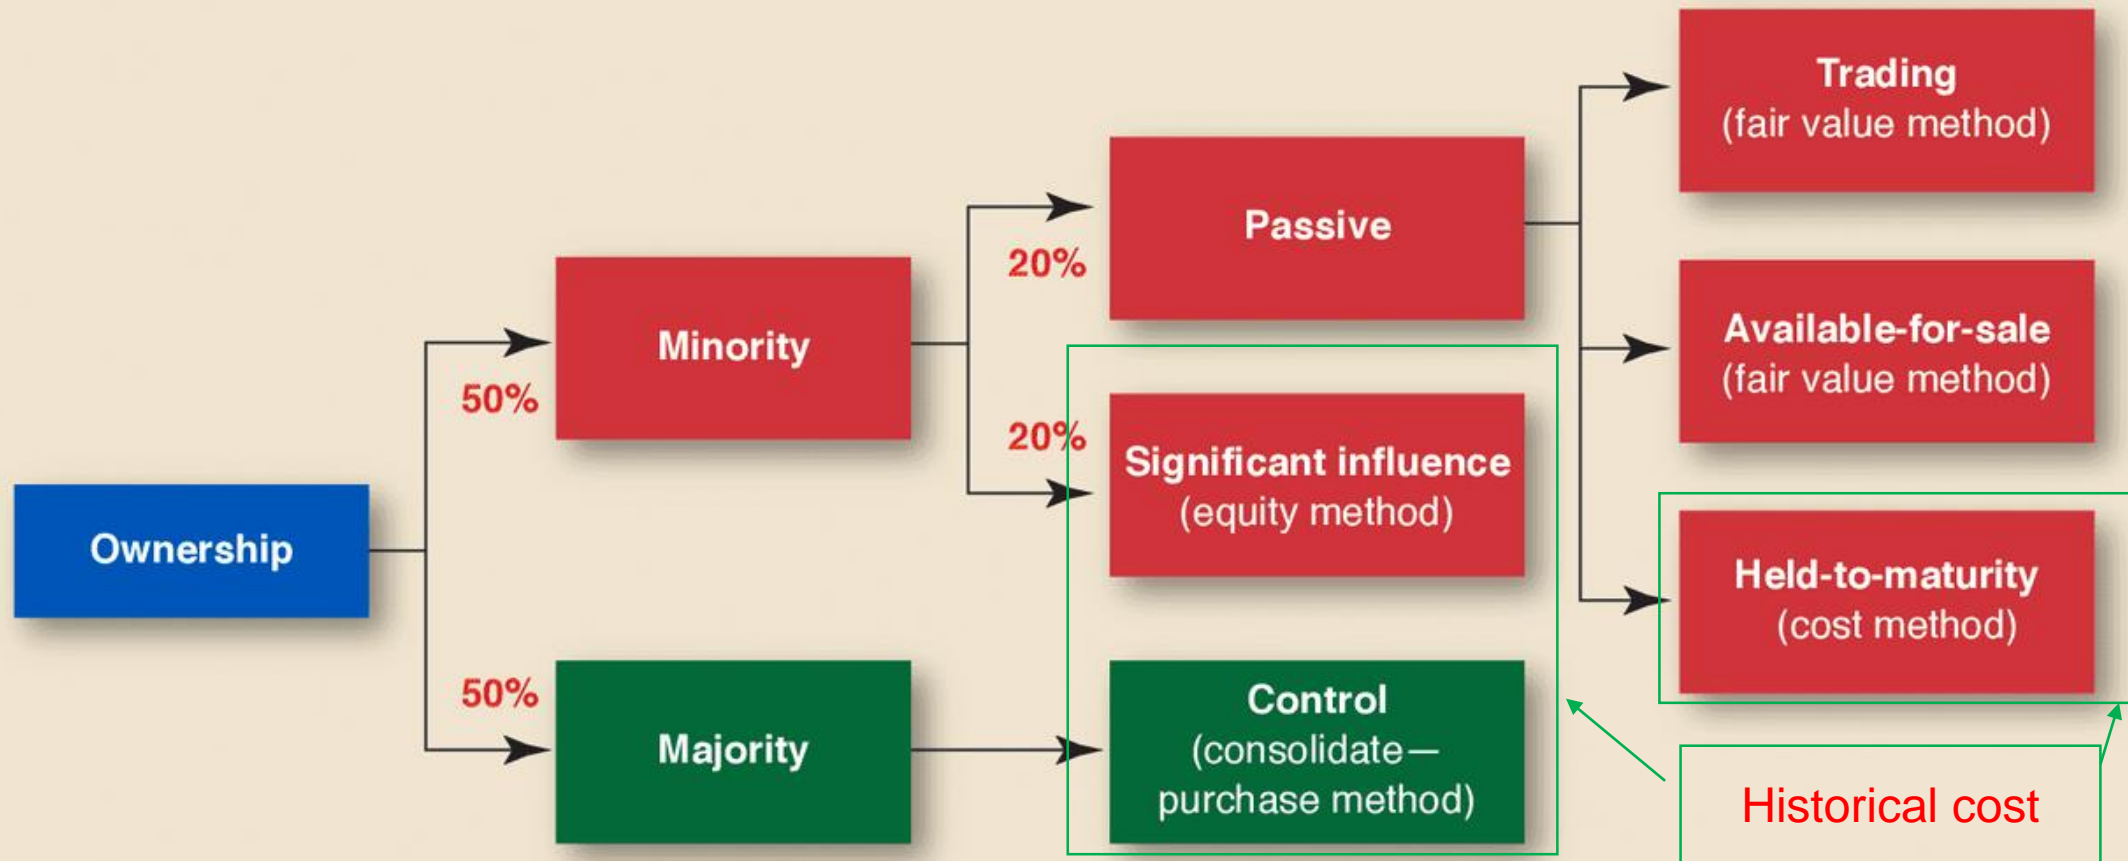 Ownership
50%
50%
Minority
Majority
20%
20%
Passive
Significant influence
(equity method)
Control
(consolidate—
purchase method)
Trading
(fair value method)
Available-for-sale
(fair value method)
Held-to-maturity
(cost method)
Historical cost